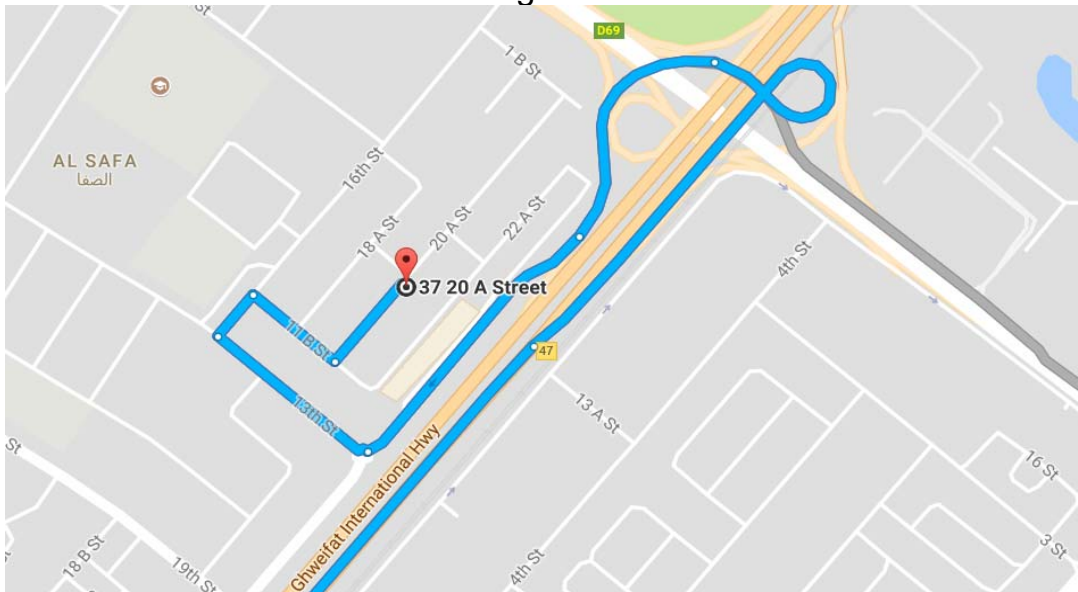 St
D69
1 B St
AL SAFA
الصفا
16th St
18 A St
20 A St
22 A St
4th St
37 20 A Street
11 B St
47
13th St
13 A St
St
Ghweifat International Hwy
16 St
3 St
18 B St
19th St
4th St